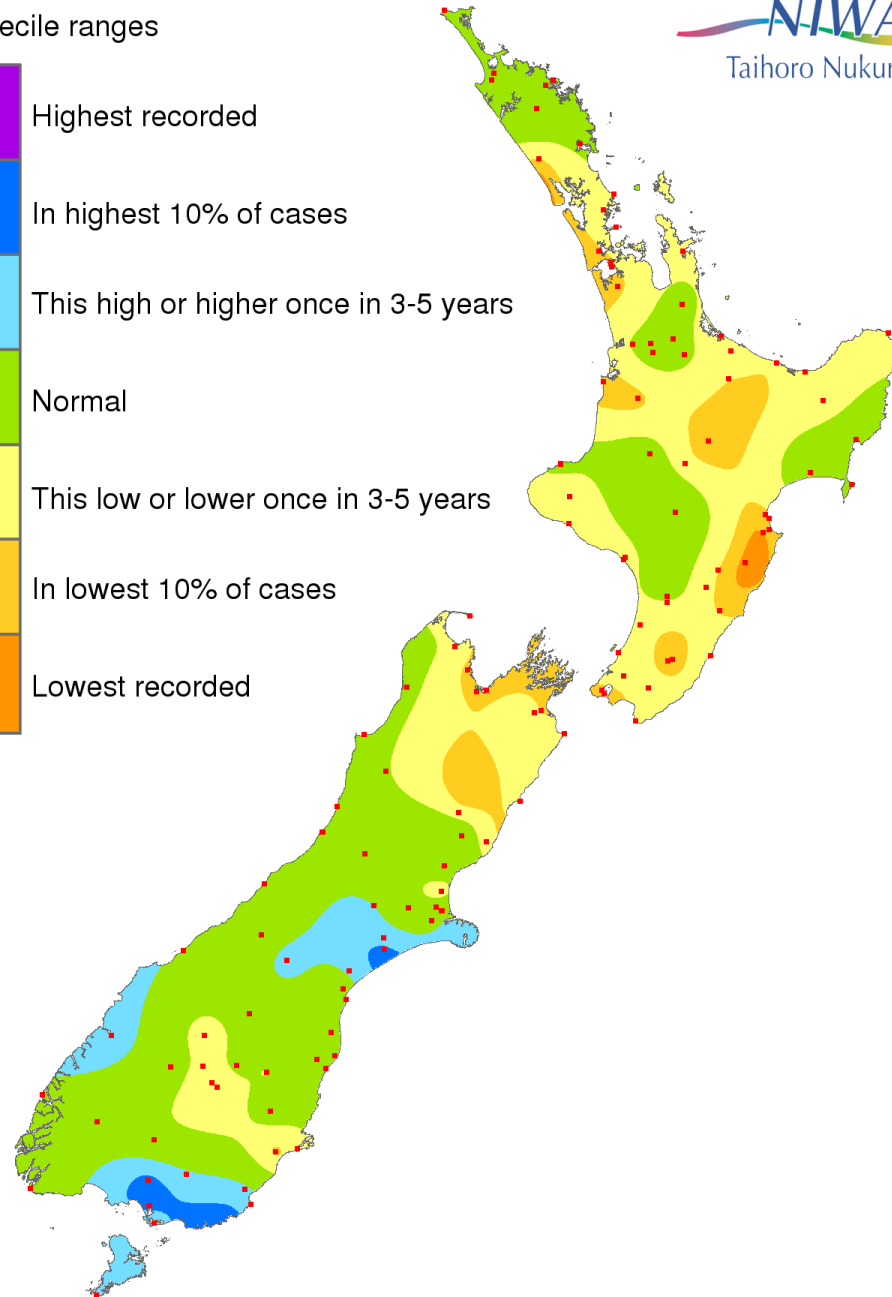 ecile ranges
Highest recorded
In highest 10% of cases
This high or higher once in 3-5 years
Normal
This low or lower once in 3-5 years
In lowest 10% of cases
Lowest recorded
NIWA
Taihoro Nukur